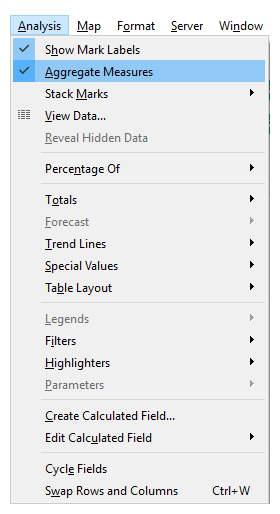 Analysis Map Format Server Window
Show Mark Labels
Aggregate Measures
Stack Marks
View Data...
Reveal Hidden Data
Percentage Of
Totals
Forecast
Trend Lines
Special Values
Table Layout
Legends
Filters
Highlighters
Parameters
Create Calculated Field...
Edit Calculated Field
Cycle Fields
Swap Rows and Columns Ctrl+W